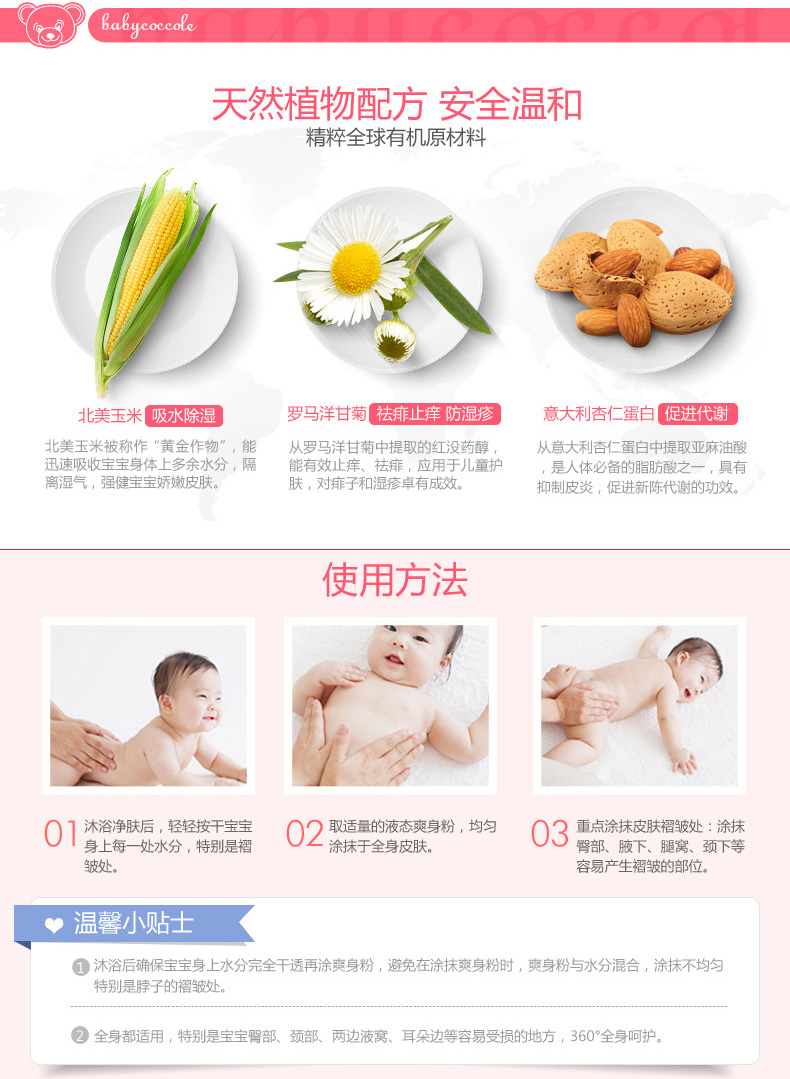 babycoccole
天然植物配方 安全温和
精粹全球有机原材料
北美玉米 吸水除湿
北美玉米被称作“黄金作物”，能
迅速吸收宝宝身体上多余水分，隔
离湿气，强健宝宝娇嫩皮肤。
罗马洋甘菊 祛痱止痒 防湿疹
从罗马洋甘菊中提取的红没药醇，
能有效止痒、祛痱，应用于儿童护
肤，对痱子和湿疹卓有成效。
意大利杏仁蛋白 促进代谢
从意大利杏仁蛋白中提取亚麻油酸
，是人体必备的脂肪酸之一，具有
抑制皮炎，促进新陈代谢的功效。
使用方法
01 沐浴净肤后，轻轻按干宝宝
身上每一处水分，特别是褶
皱处。
02 取适量的液态爽身粉，均匀
涂抹于全身皮肤。
03 重点涂抹皮肤褶皱处：涂抹
臀部、腋下、腿窝、颈下等
容易产生褶皱的部位。
温馨小贴士
1 沐浴后确保宝宝身上水分完全干透再涂爽身粉，避免在涂抹爽身粉时，爽身粉与水分混合，涂抹不均匀
特别是脖子的褶皱处。
2 全身都适用，特别是宝宝臀部、颈部、两边液窝、耳朵边等容易受损的地方，360°全身呵护。